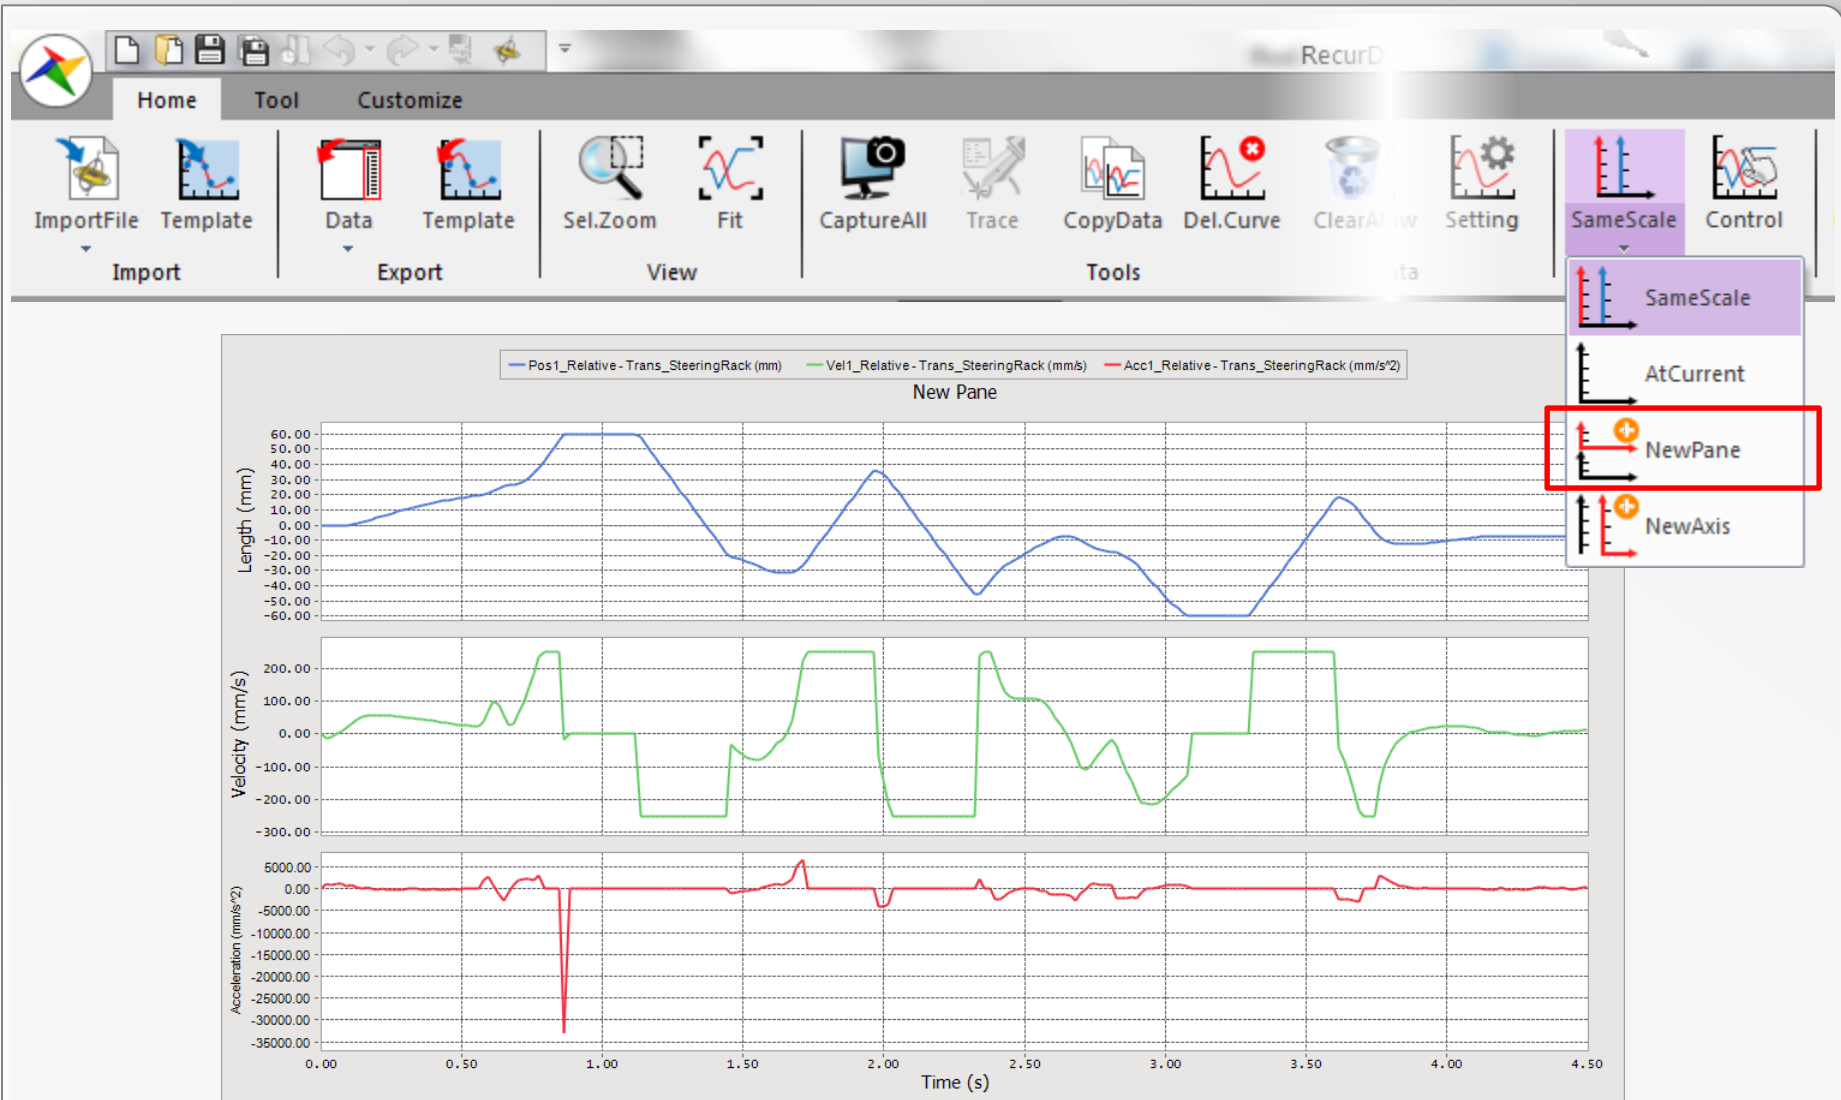 RecurD
Home Tool Customize
ImportFile Template Data Template Sel.Zoom Fit CaptureAll Trace CopyData Del.Curve Setting SameScale Control
Import Export View Tools
SameScale
AtCurrent
NewPane
NewAxis
Pos1_Relative - Trans_SteeringRack (mm) Vel1_Relative - Trans_SteeringRack (mm/s) Acc1_Relative - Trans_SteeringRack (mm/s^2)
New Pane
Length (mm)
60.00
50.00
40.00
30.00
20.00
10.00
0.00
-10.00
-20.00
-30.00
-40.00
-50.00
-60.00
Velocity (mm/s)
200.00
100.00
0.00
-100.00
-200.00
-300.00
Acceleration (mm/s^2)
5000.00
0.00
-5000.00
-10000.00
-15000.00
-20000.00
-25000.00
-30000.00
-35000.00
0.00 0.50 1.00 1.50 2.00 2.50 3.00 3.50 4.00 4.50
Time (s)